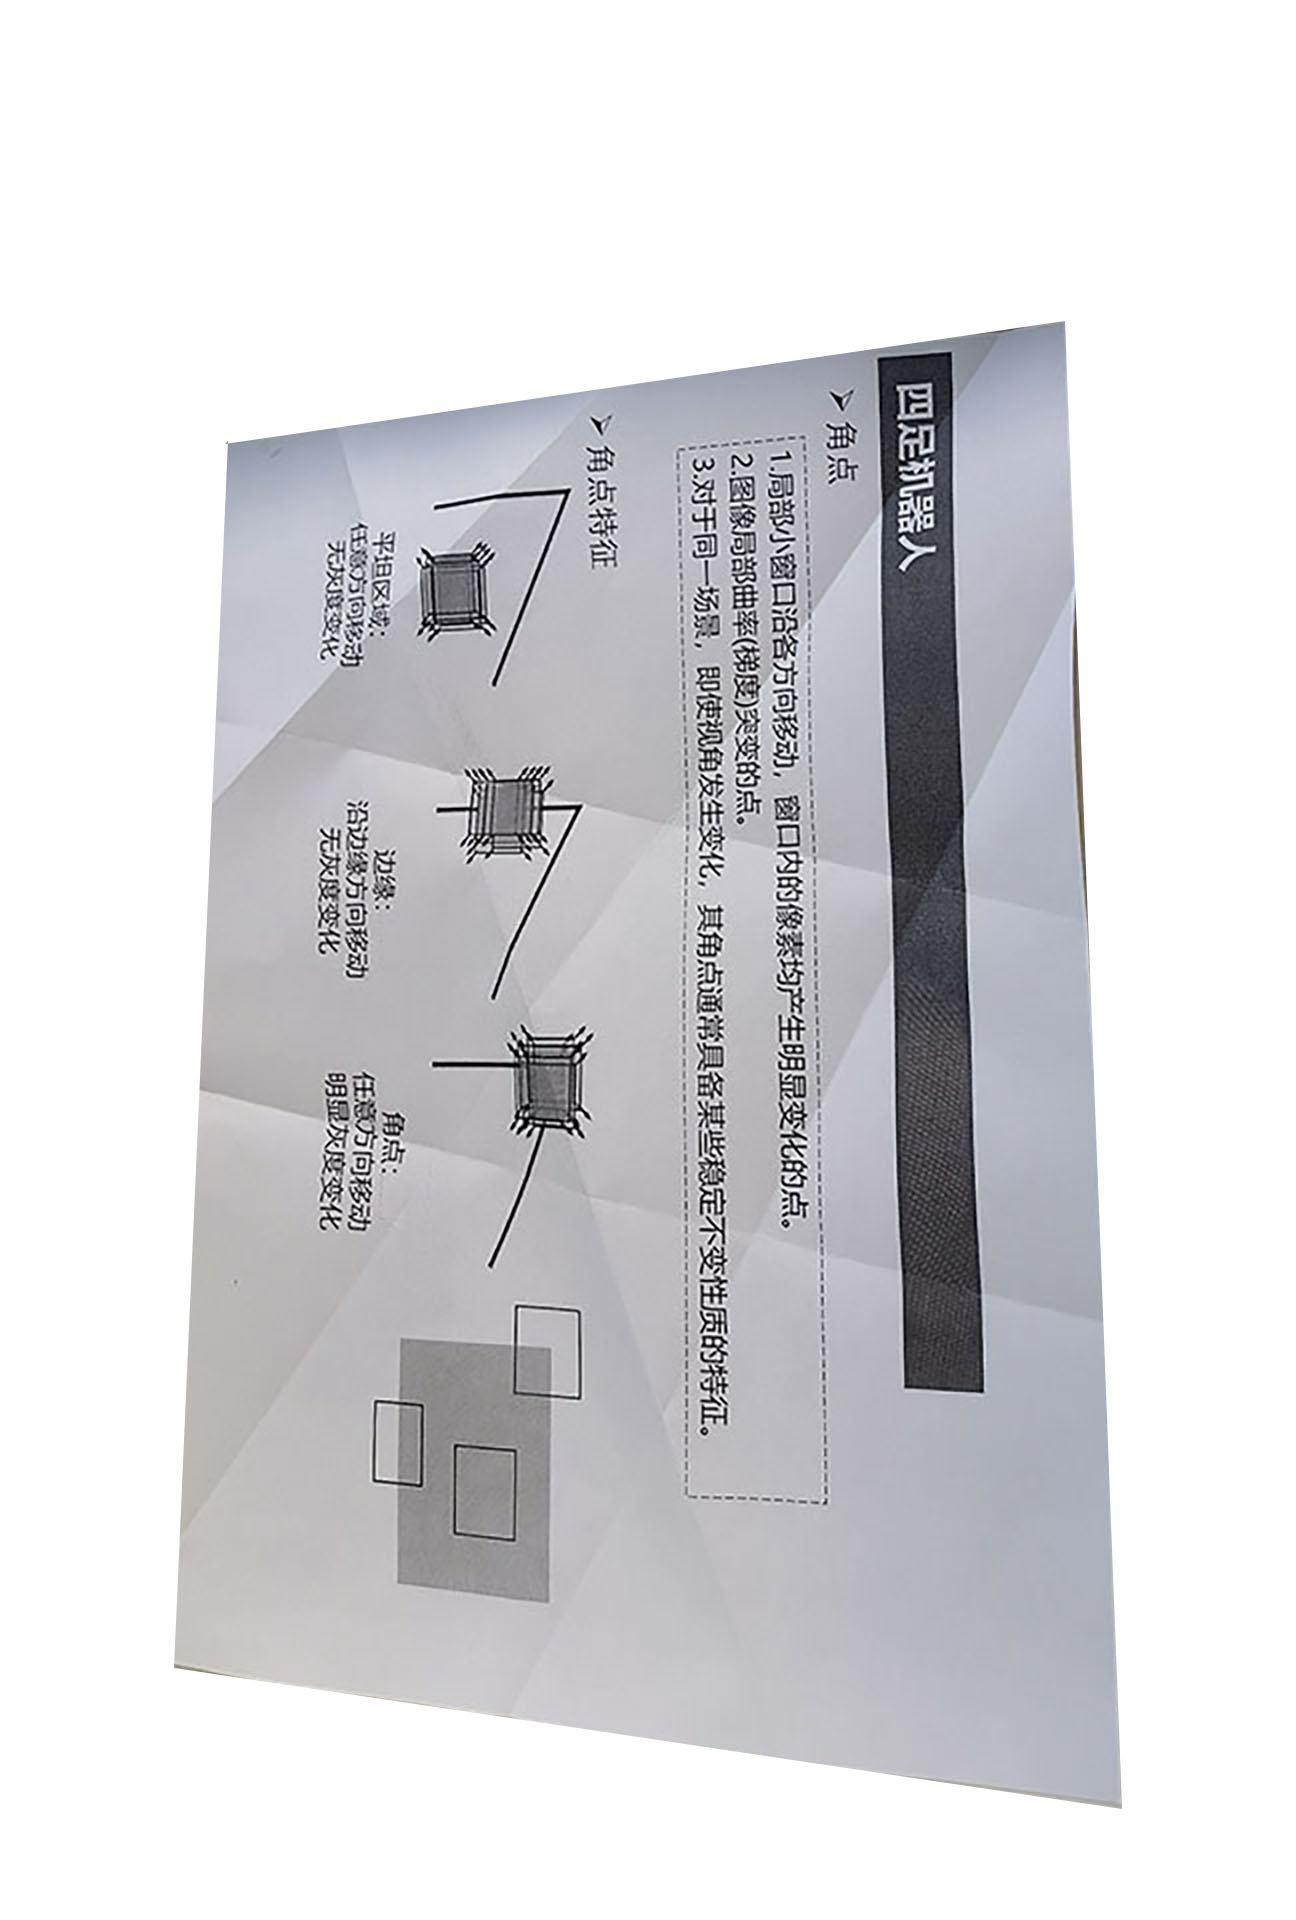 四足机器人
角点
1.局部小窗口沿各方向移动，窗口内的像素均产生明显变化的点。
2.图像局部曲率(梯度)突变的点。
3.对于同一场景，即使视角发生变化，其角点通常具备某些稳定不变性质的特征。
角点特征
平坦区域：
任意方向移动
无灰度变化
边缘：
沿边缘方向移动
无灰度变化
角点：
任意方向移动
明显灰度变化